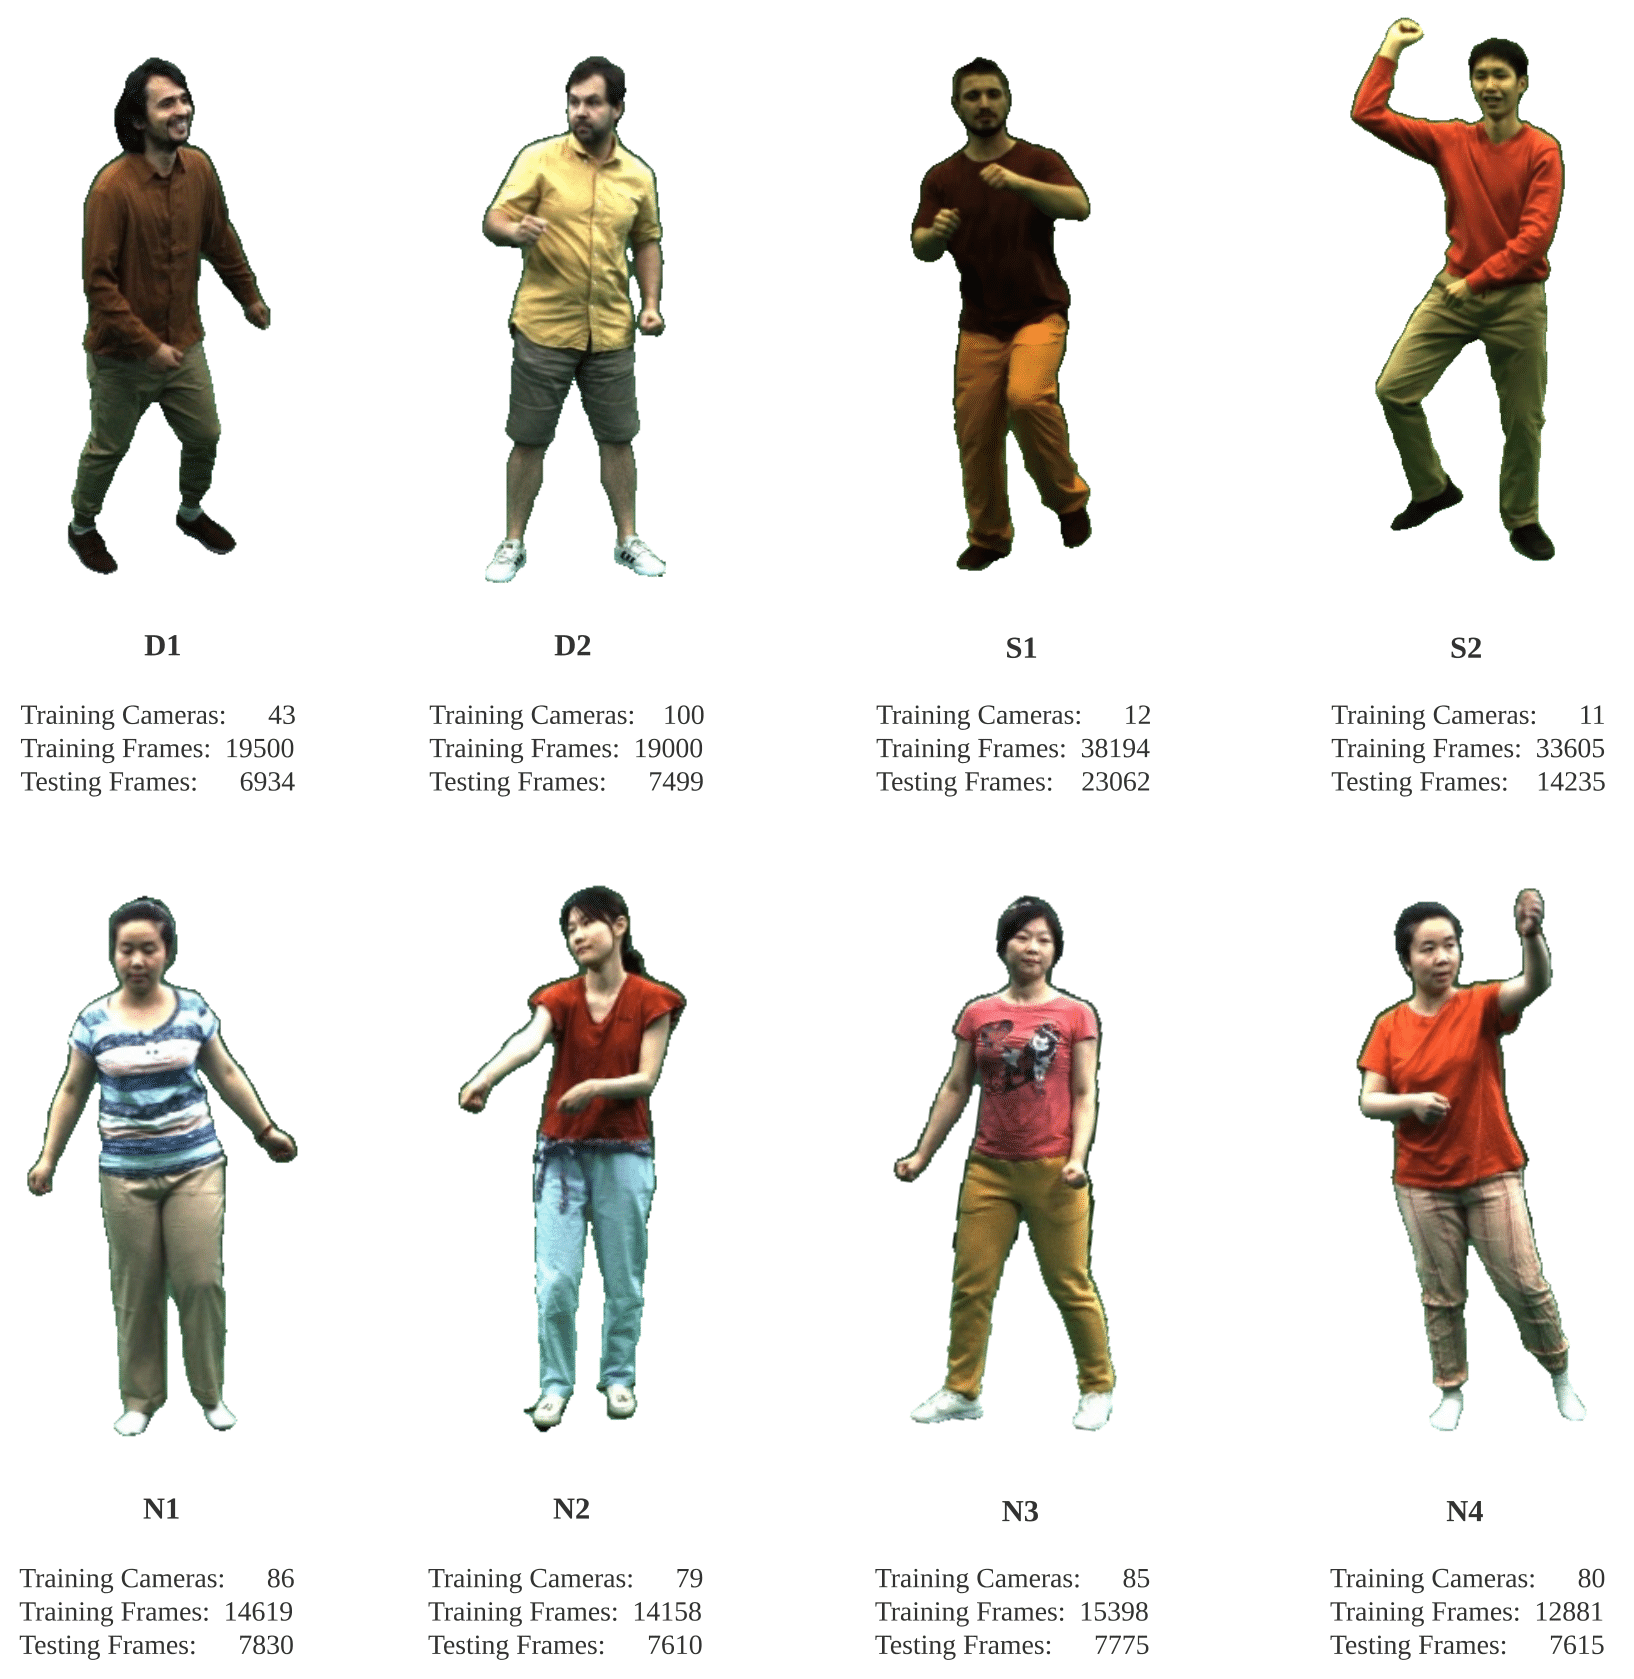 D1
Training Cameras: 43
Training Frames: 19500
Testing Frames: 6934
D2
Training Cameras: 100
Training Frames: 19000
Testing Frames: 7499
S1
Training Cameras: 12
Training Frames: 38194
Testing Frames: 23062
S2
Training Cameras: 11
Training Frames: 33605
Testing Frames: 14235
N1
Training Cameras: 86
Training Frames: 14619
Testing Frames: 7830
N2
Training Cameras: 79
Training Frames: 14158
Testing Frames: 7610
N3
Training Cameras: 85
Training Frames: 15398
Testing Frames: 7775
N4
Training Cameras: 80
Training Frames: 12881
Testing Frames: 7615